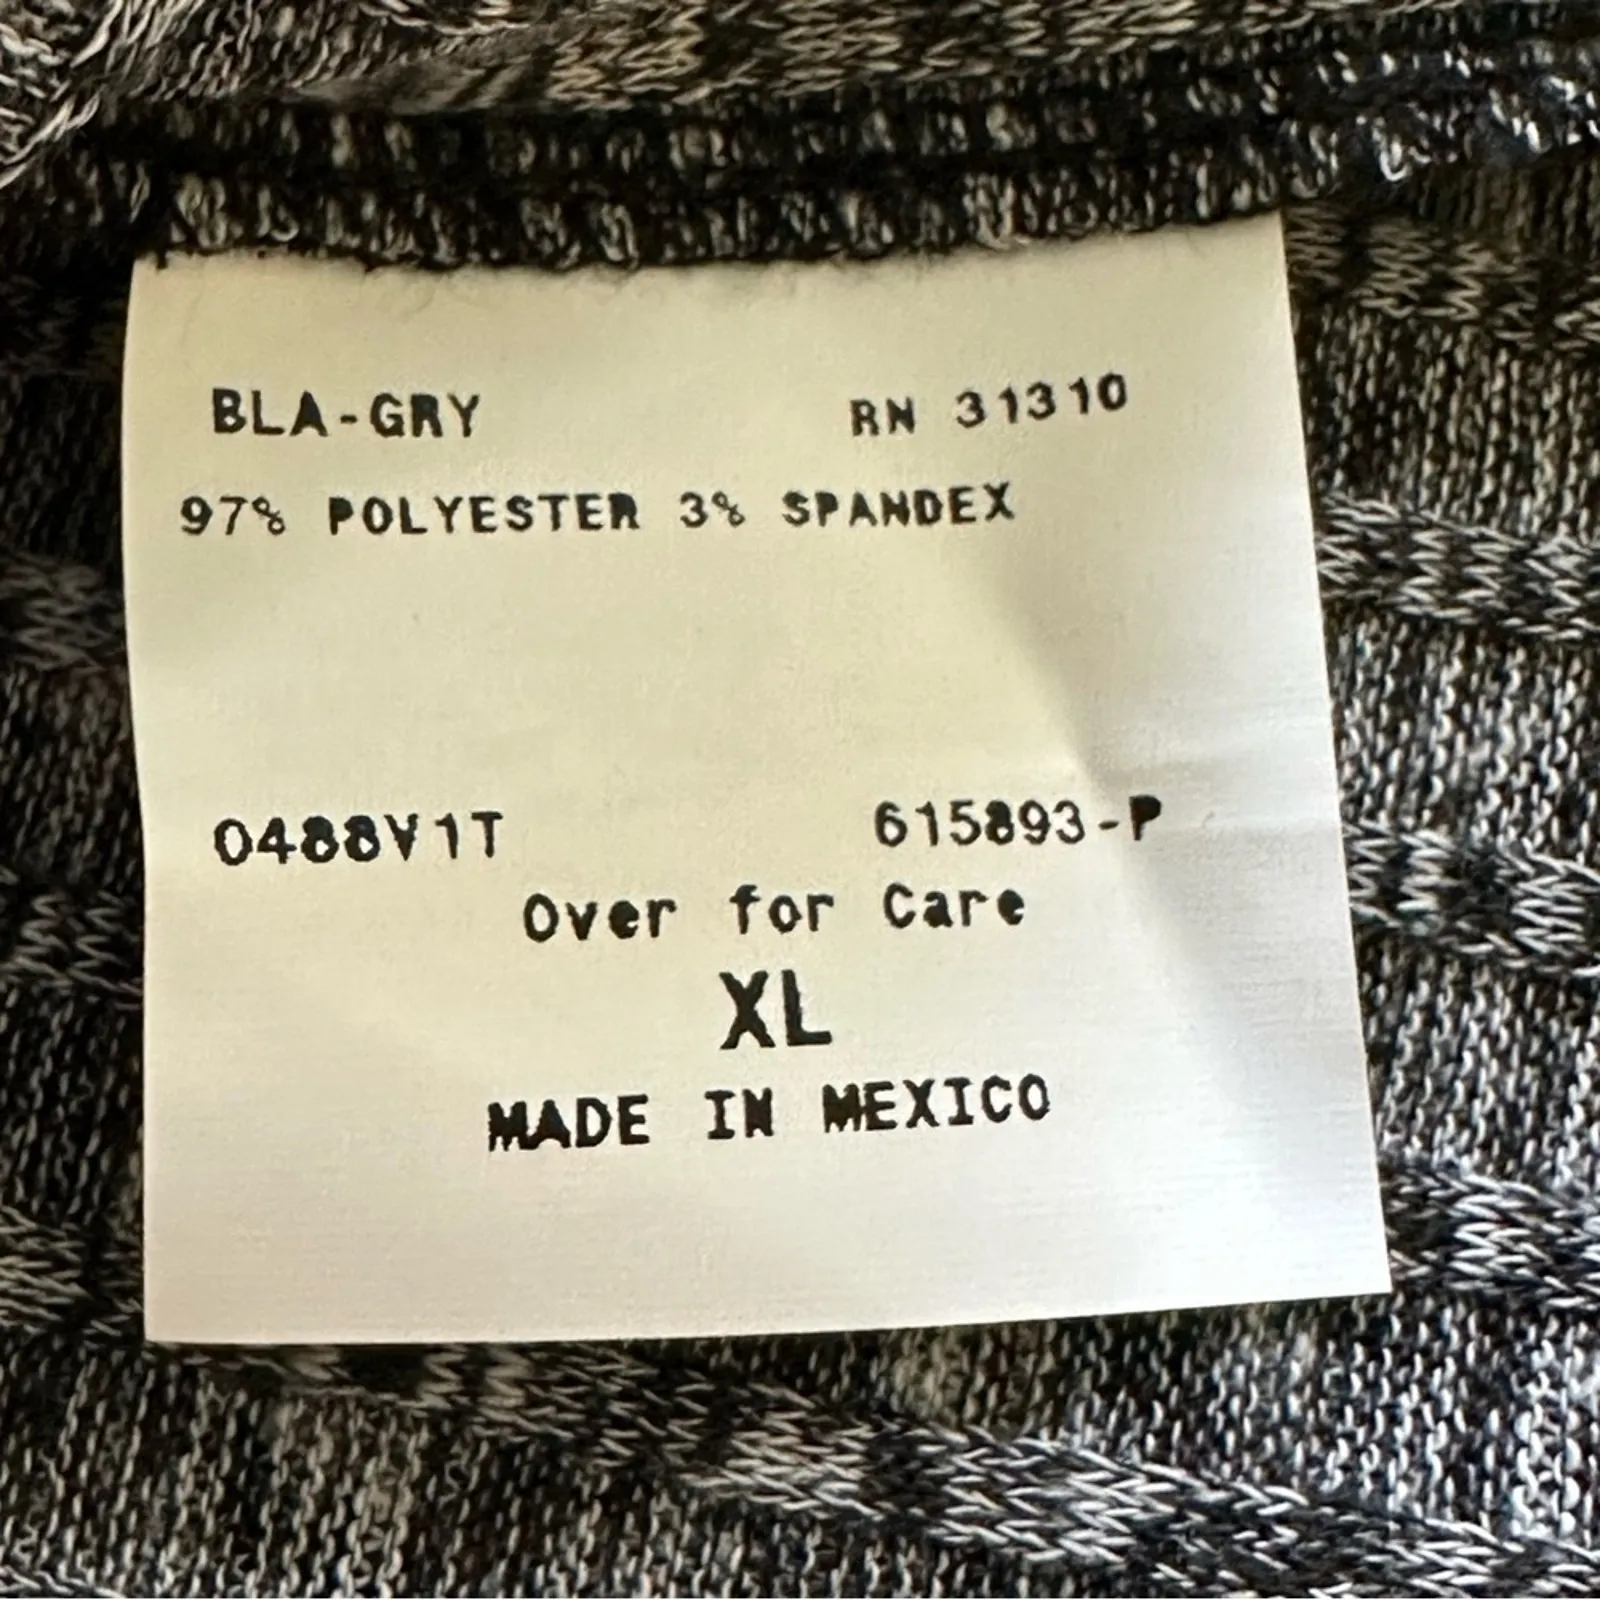 BLA-GRY RN 31310
97% POLYESTER 3% SPANDEX
0488V1T 615893-P
Over for Care
XL
MADE IN MEXICO